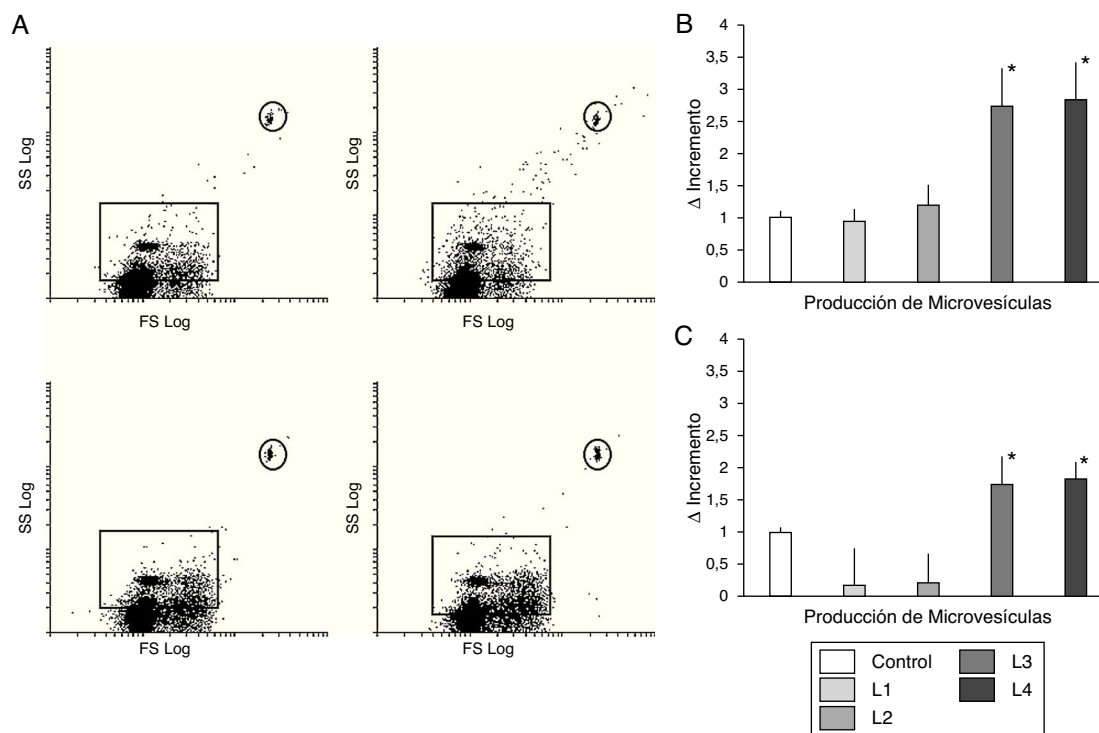 A
SS Log
FS Log
SS Log
FS Log
SS Log
FS Log
SS Log
FS Log
B
4
3,5
3
2,5
2
1,5
1
0,5
0
Δ Incremento
*
*
Producción de Microvesículas
C
4
3,5
3
2,5
2
1,5
1
0,5
0
Δ Incremento
*
*
Producción de Microvesículas
Control
L1
L2
L3
L4